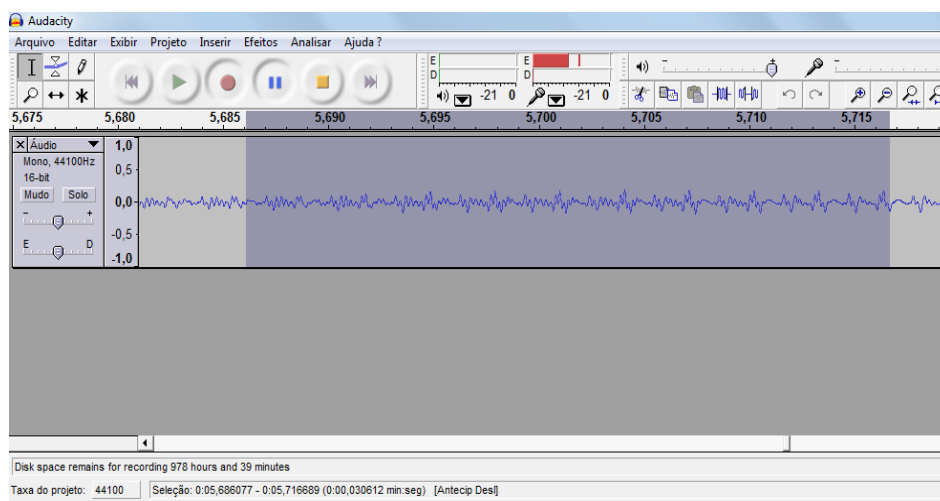 Audacity
Arquivo Editar Exibir Projeto Inserir Efeitos Analisar Ajuda ?
E E
D D
-21 0 -21 0
5,675 5,680 5,685 5,690 5,695 5,700 5,705 5,710 5,715
Áudio 1,0
Mono, 44100Hz
16-bit 0,5
Mudo Solo
- + 0,0
-0,5
E D
-1,0
Disk space remains for recording 978 hours and 39 minutes
Taxa do projeto: 44100 Seleção: 0:05,686077 - 0:05,716689 (0:00,030612 min:seg) [Antecip Desl]